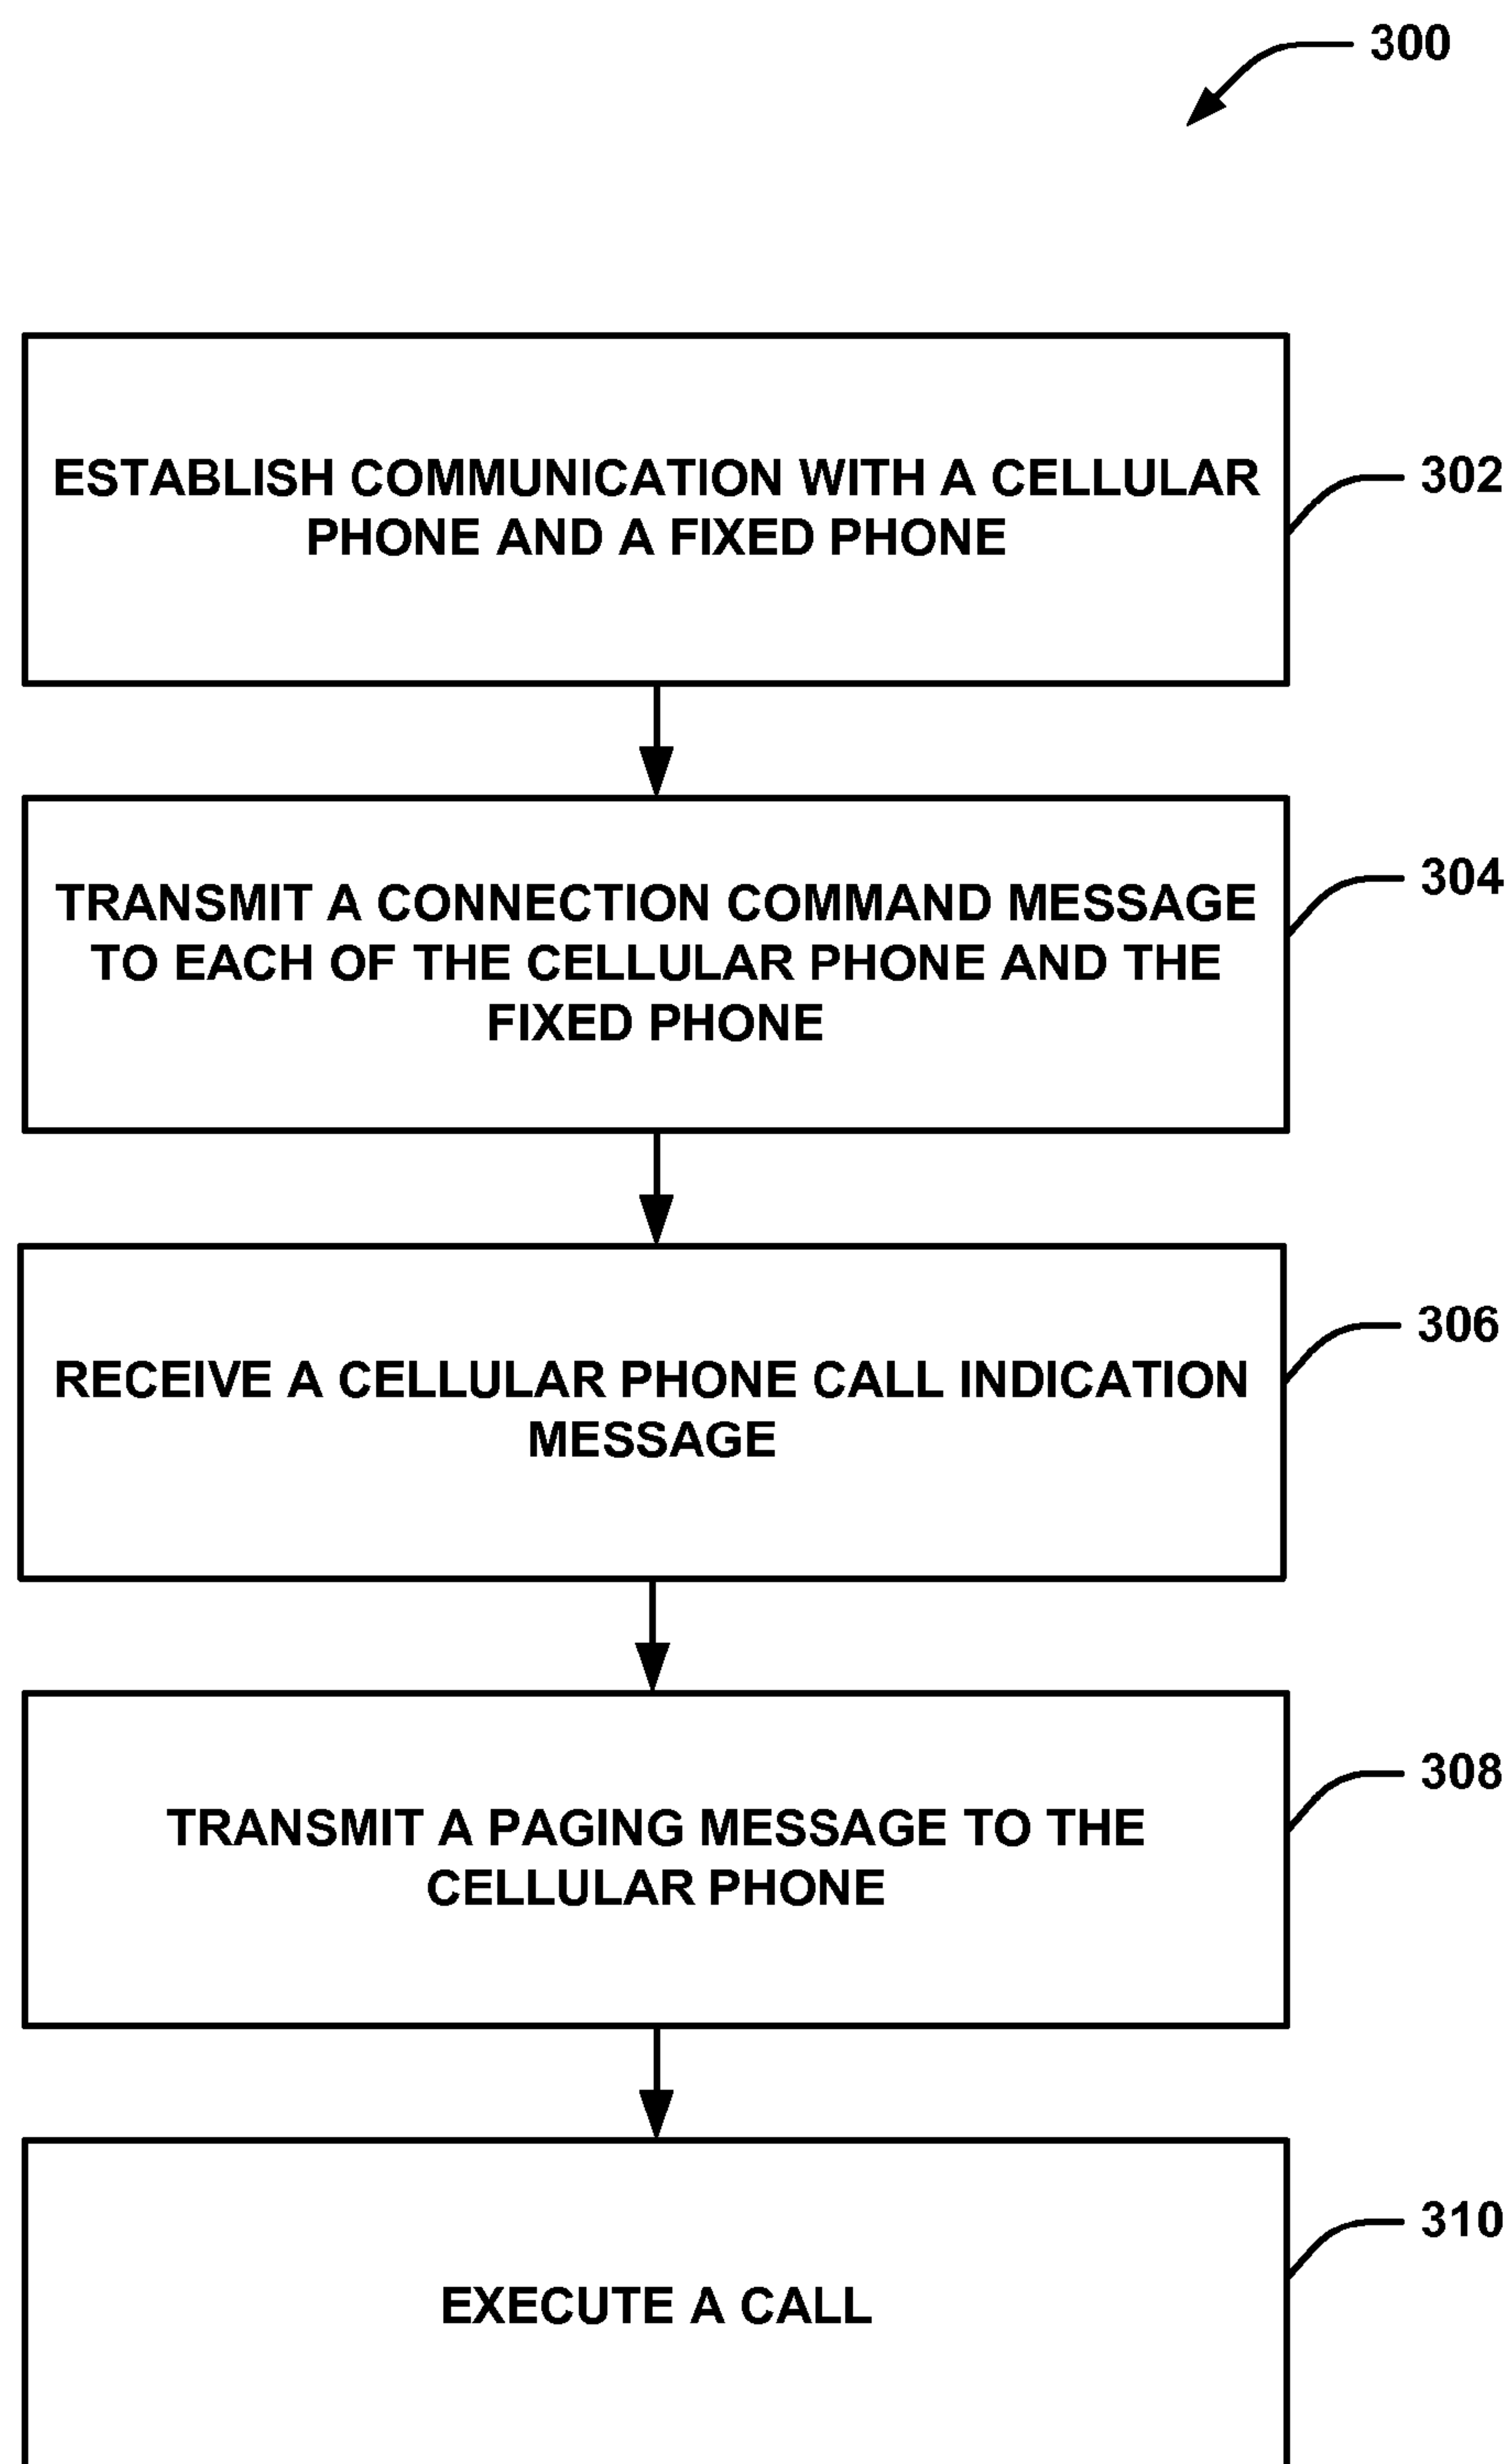 300
ESTABLISH COMMUNICATION WITH A CELLULAR
PHONE AND A FIXED PHONE
302
TRANSMIT A CONNECTION COMMAND MESSAGE
TO EACH OF THE CELLULAR PHONE AND THE
FIXED PHONE
304
RECEIVE A CELLULAR PHONE CALL INDICATION
MESSAGE
306
TRANSMIT A PAGING MESSAGE TO THE
CELLULAR PHONE
308
EXECUTE A CALL
310